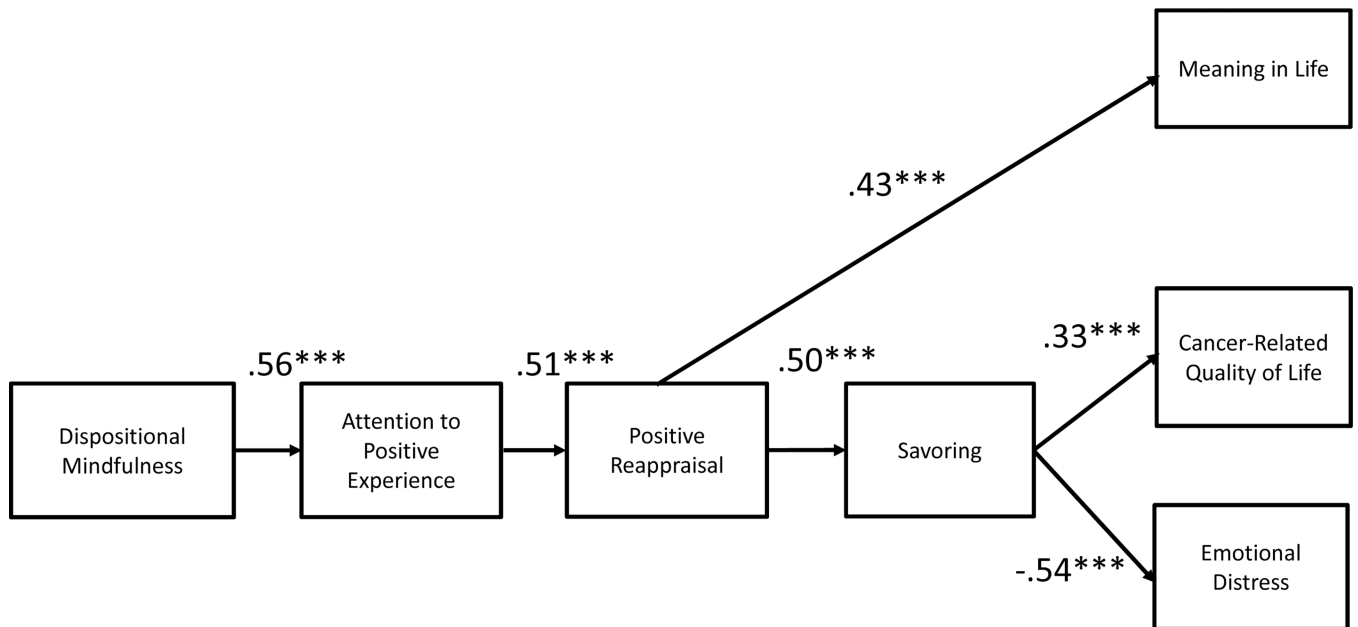 Meaning in Life
.43***
.56***
.51***
.50***
.33***
Cancer-Related
Quality of Life
Dispositional
Mindfulness
Attention to
Positive
Experience
Positive
Reappraisal
Savoring
-.54***
Emotional
Distress